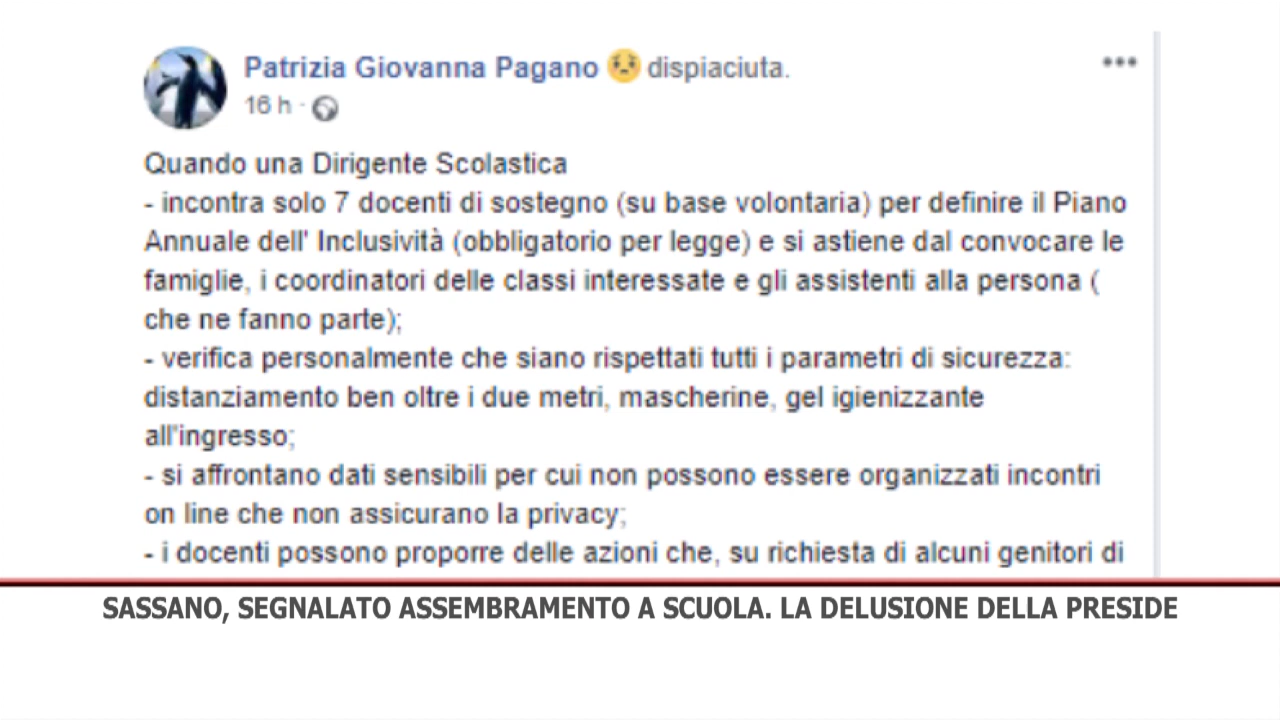 Patrizia Giovanna Pagano dispiaciuta.
16 h ·
Quando una Dirigente Scolastica
- incontra solo 7 docenti di sostegno (su base volontaria) per definire il Piano
Annuale dell' Inclusività (obbligatorio per legge) e si astiene dal convocare le
famiglie, i coordinatori delle classi interessate e gli assistenti alla persona (
che ne fanno parte);
- verifica personalmente che siano rispettati tutti i parametri di sicurezza:
distanziamento ben oltre i due metri, mascherine, gel igienizzante
all'ingresso;
- si affrontano dati sensibili per cui non possono essere organizzati incontri
on line che non assicurano la privacy;
- i docenti possono proporre delle azioni che, su richiesta di alcuni genitori di
SASSANO, SEGNALATO ASSEMBRAMENTO A SCUOLA. LA DELUSIONE DELLA PRESIDE